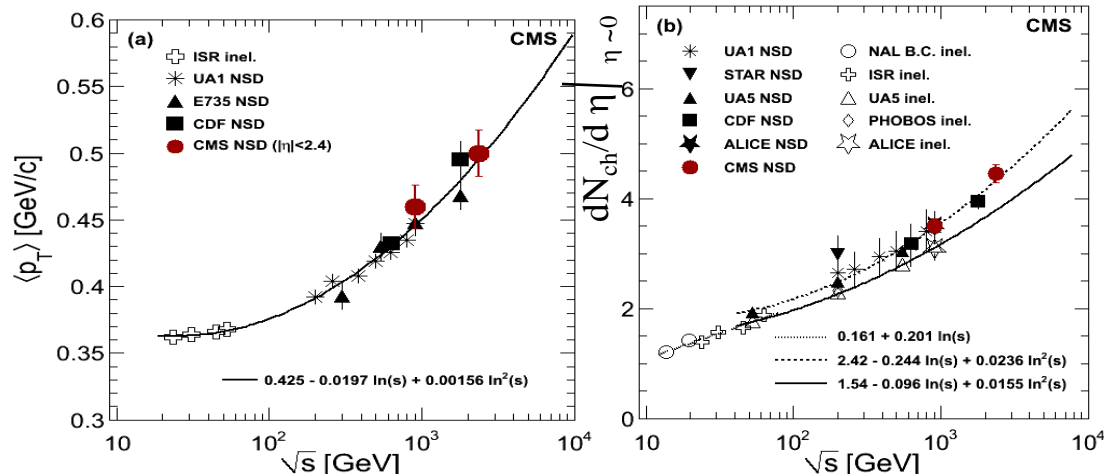 (a)
CMS
ISR inel.
UA1 NSD
E735 NSD
CDF NSD
CMS NSD (|η|<2.4)
0.425 - 0.0197 ln(s) + 0.00156 ln²(s)
⟨p_T⟩ [GeV/c]
0.6
0.55
0.5
0.45
0.4
0.35
0.3
10
10²
10³
10⁴
√s [GeV]
(b)
CMS
UA1 NSD
STAR NSD
UA5 NSD
CDF NSD
ALICE NSD
CMS NSD
NAL B.C. inel.
ISR inel.
UA5 inel.
PHOBOS inel.
ALICE inel.
0.161 + 0.201 ln(s)
2.42 - 0.244 ln(s) + 0.0236 ln²(s)
1.54 - 0.096 ln(s) + 0.0155 ln²(s)
dN_ch/d η| η ~0
6
4
2
0
10
10²
10³
10⁴
√s [GeV]